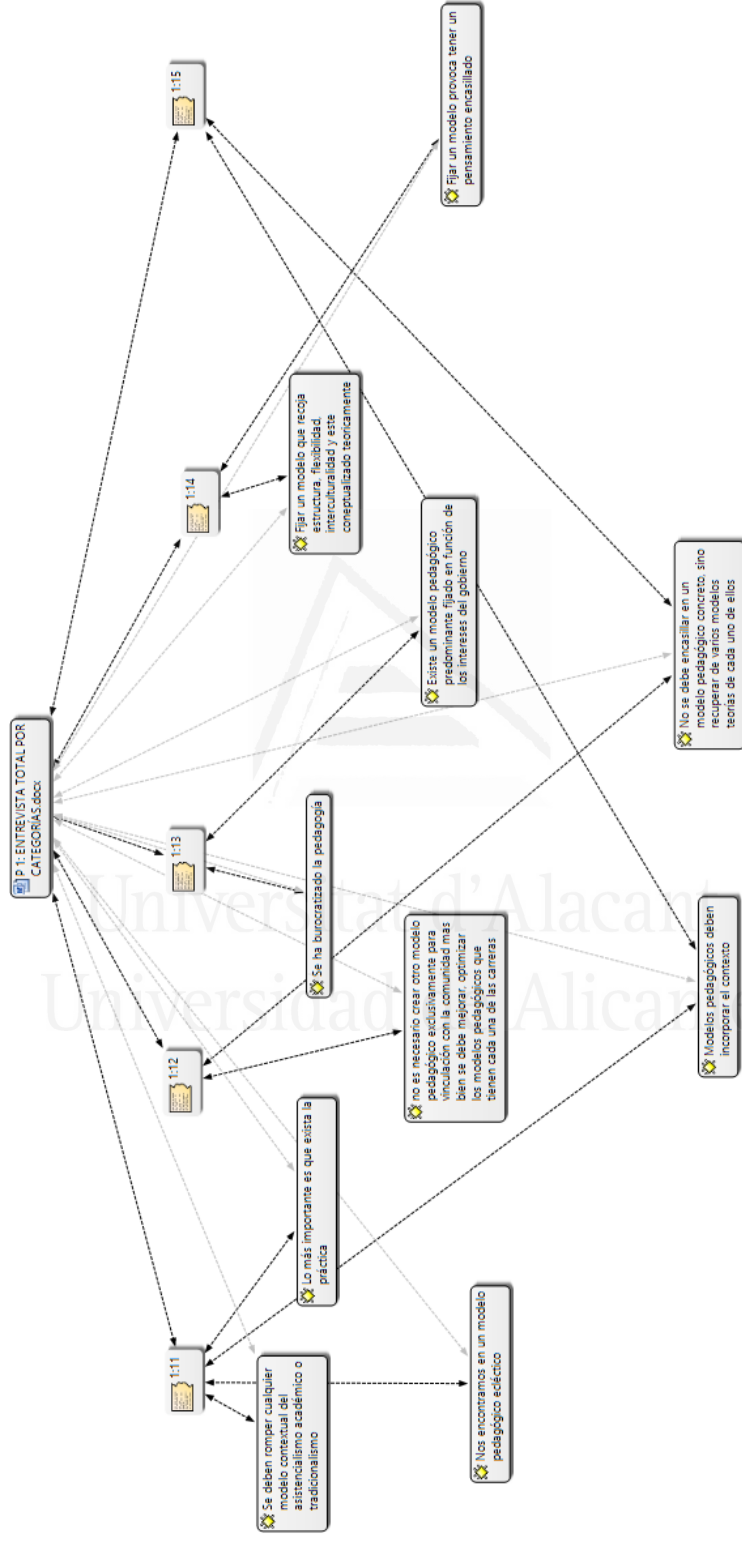 P 1: ENTREVISTA TOTAL POR
CATEGORÍAS.docx
1:11
1:12
1:13
1:14
1:15
Se deben romper cualquier
modelo contextual del
asistencialismo académico o
tradicionalismo
Lo más importante es que exista la
práctica
Se ha burocratizado la pedagogía
Fijar un modelo que recoja
estructura, flexibilidad,
interculturalidad y este
coneptualizado teoricamente
no es necesario crear otro modelo
pedagógico exclusivamente para
vinculación con la comunidad más
bien se debe mejorar, optimizar
los modelos pedagógicos que
tienen cada una de las carreras
Existe un modelo pedagógico
predominante fijado en función de
los intereses del gobierno
Nos encontramos en un modelo
pedagógico ecléctico
Fijar un modelo provoca tener un
pensamiento encasillado
Modelos pedagógicos deben
incorporar el contexto
No se debe encasillar en un
modelo pedagógico concreto, sino
recuperar de varios modelos
teorías de cada uno de ellos
Universitat d'Alacant
Universidad de Alicante